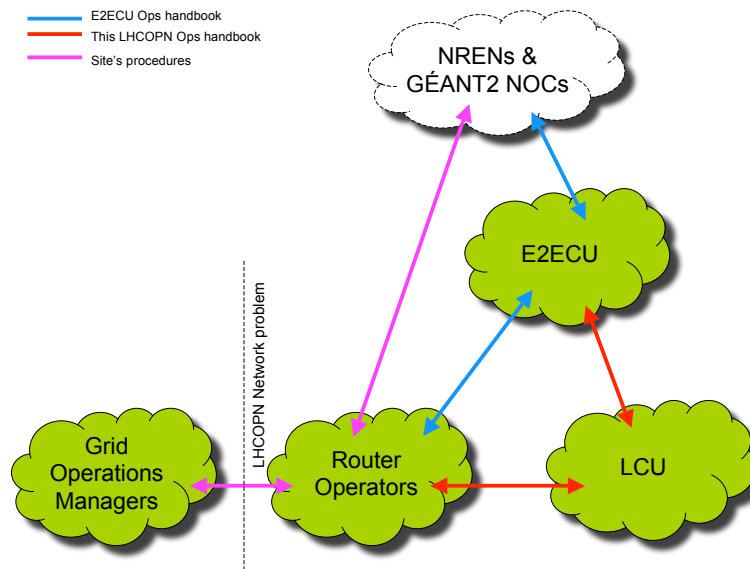 E2ECU Ops handbook
This LHCOPN Ops handbook
Site's procedures
NRENs &
GÉANT2 NOCs
E2ECU
LHCOPN Network problem
Grid
Operations
Managers
Router
Operators
LCU